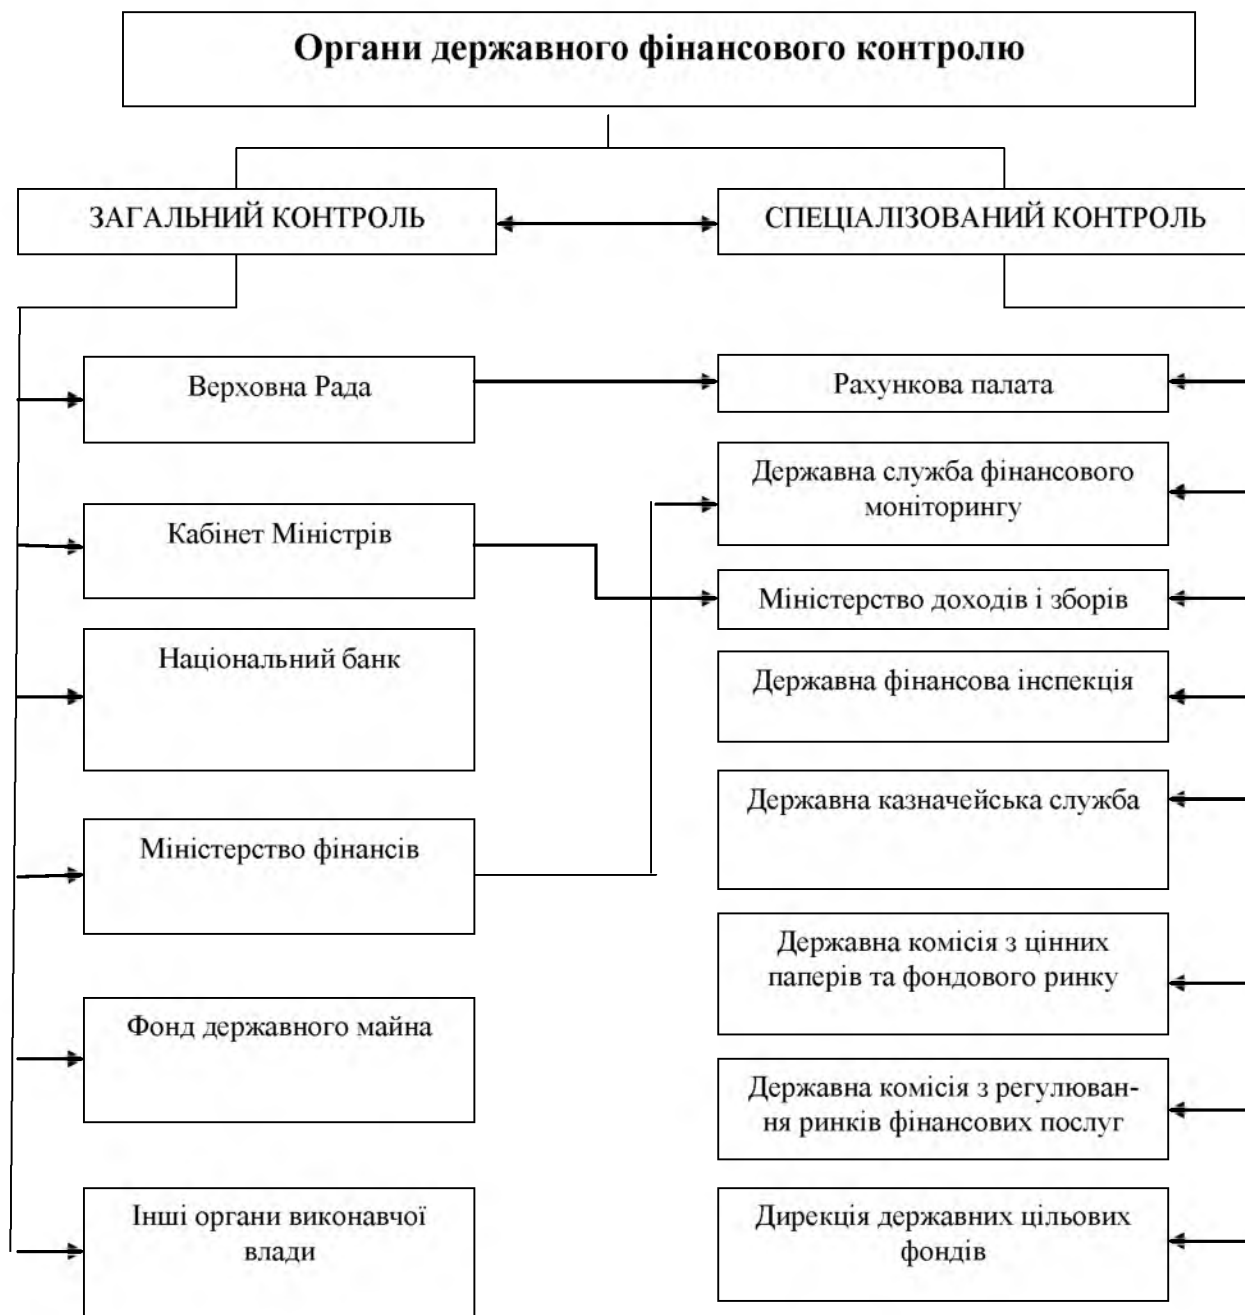 Органи державного фінансового контролю
ЗАГАЛЬНИЙ КОНТРОЛЬ
СПЕЦІАЛІЗОВАНИЙ КОНТРОЛЬ
Верховна Рада
Кабінет Міністрів
Національний банк
Міністерство фінансів
Фонд державного майна
Інші органи виконавчої
влади
Рахункова палата
Державна служба фінансового
моніторингу
Міністерство доходів і зборів
Державна фінансова інспекція
Державна казначейська служба
Державна комісія з цінних
паперів та фондового ринку
Державна комісія з регулюван-
ня ринків фінансових послуг
Дирекція державних цільових
фондів